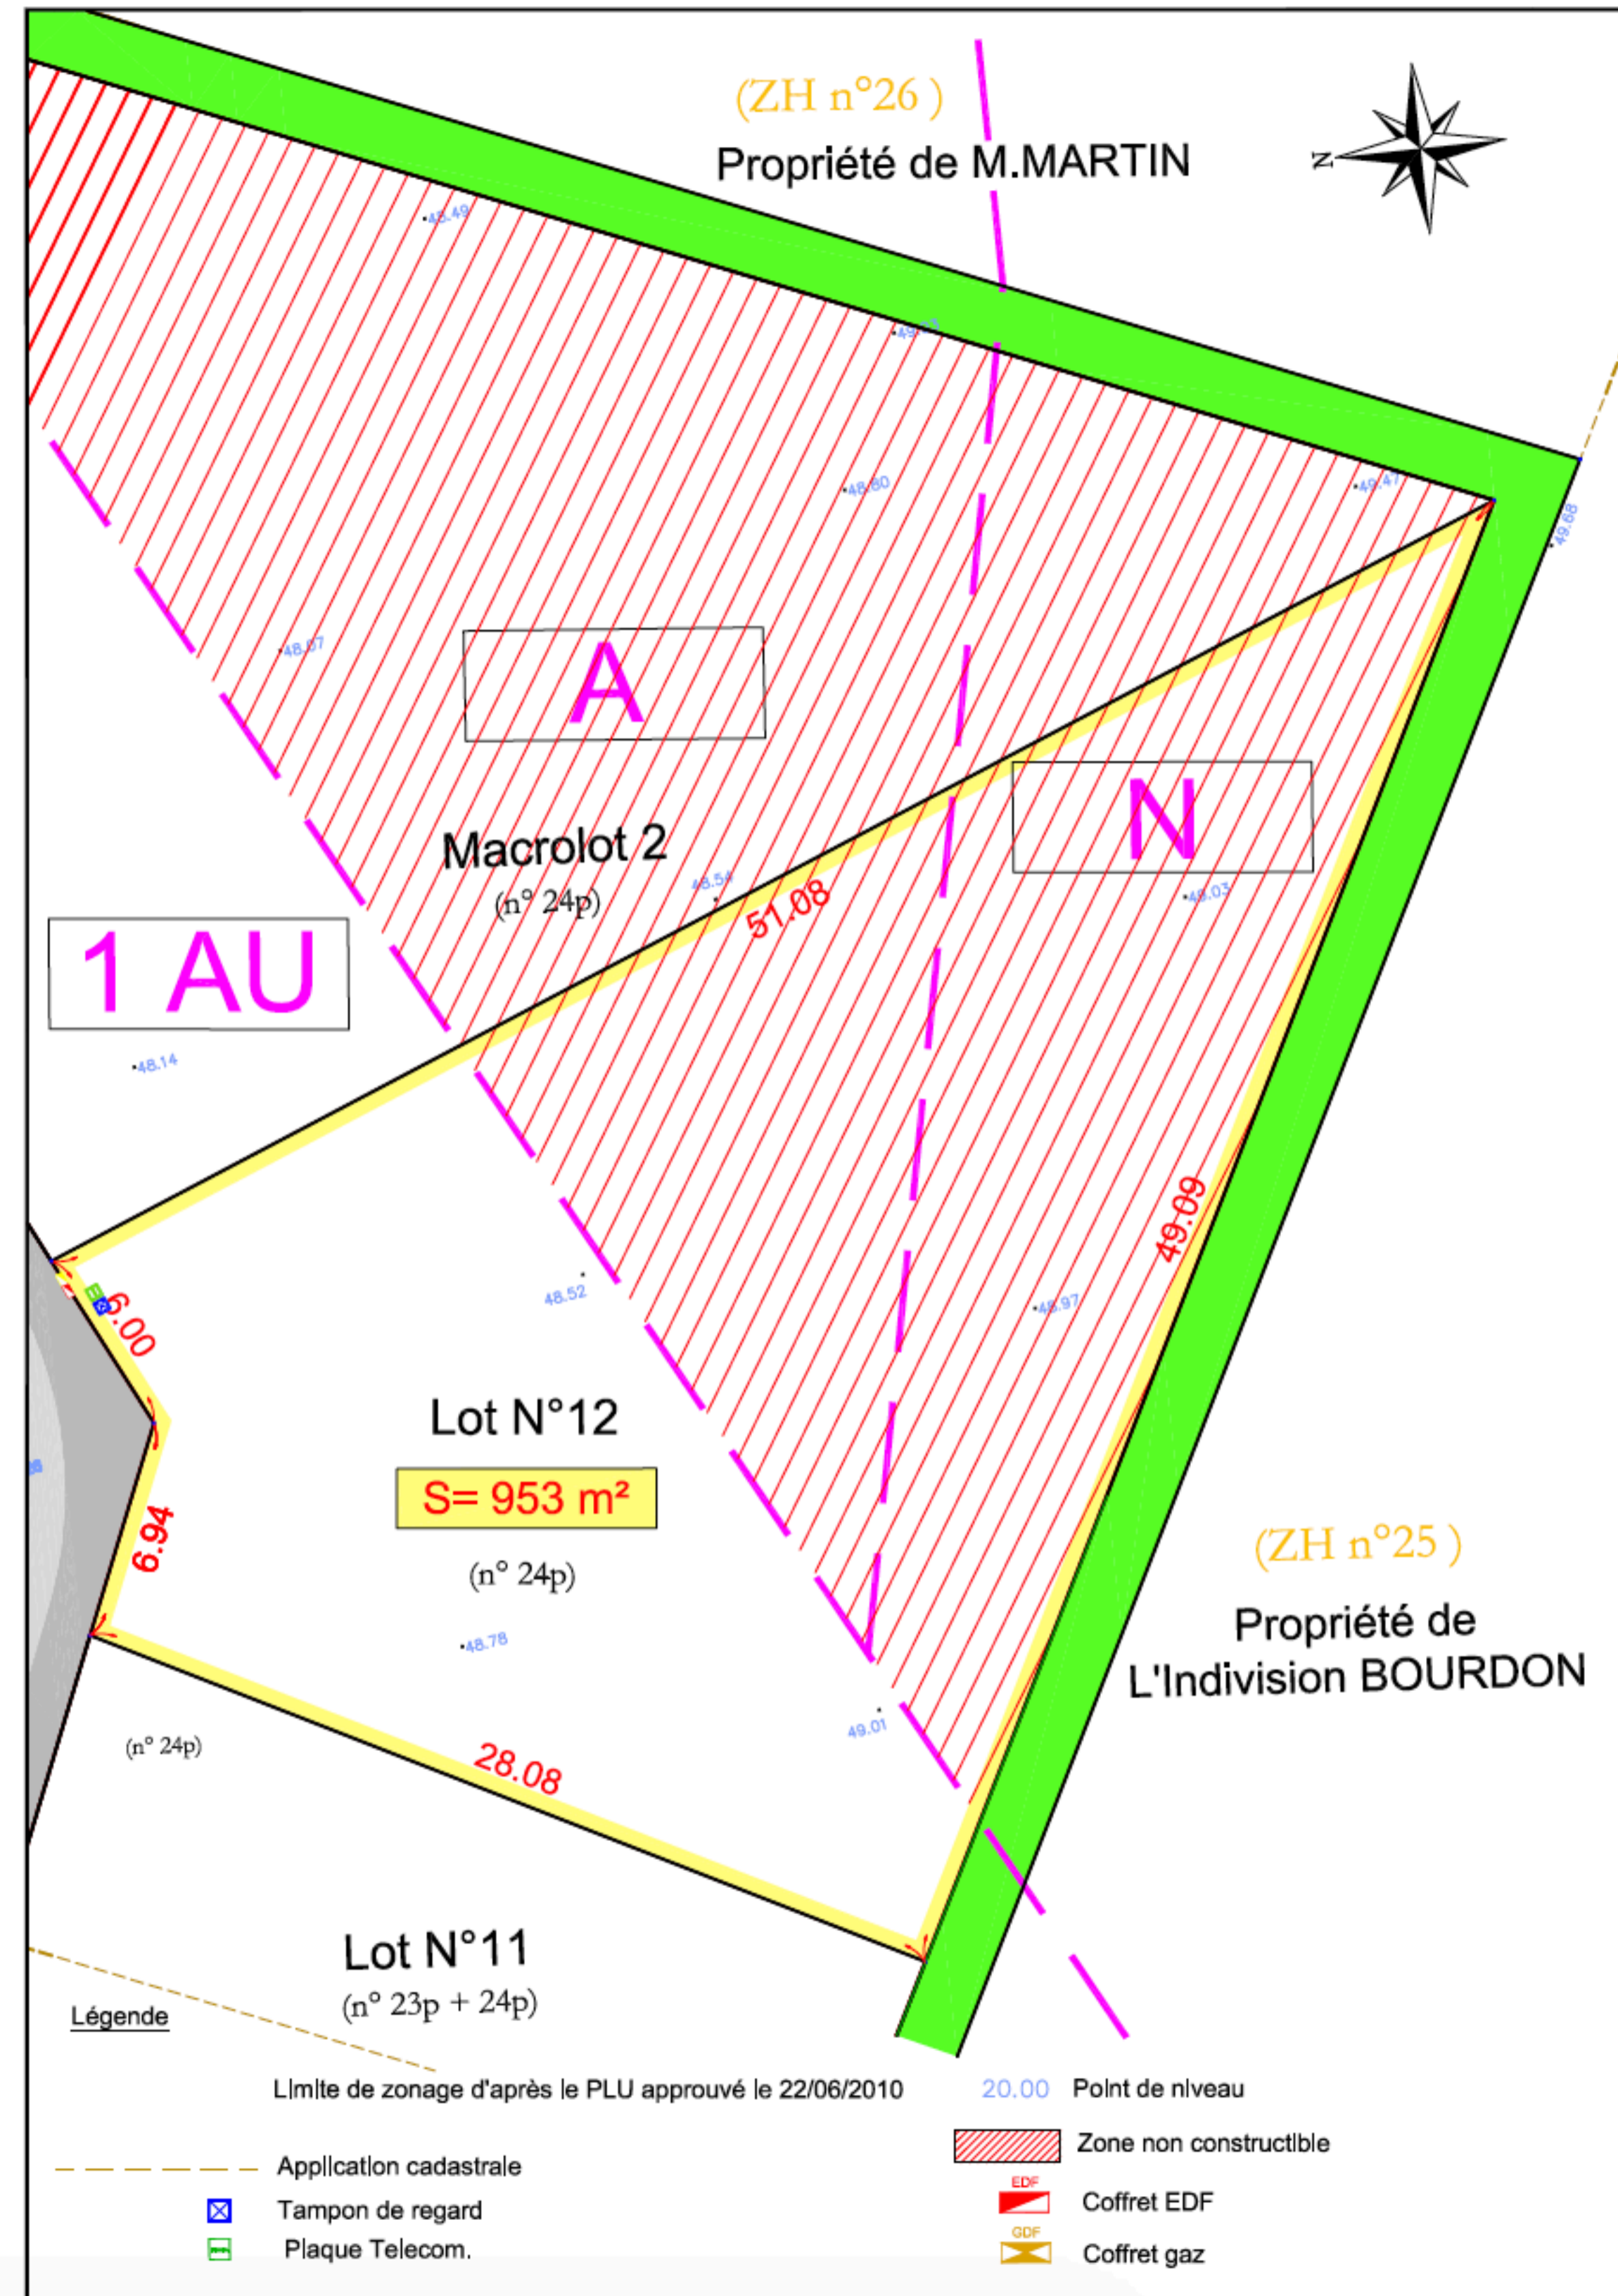 (ZH n°26 )
Propriété de M.MARTIN
N
48.49
48.80
49.47
49.68
A
N
Macrolot 2
(n° 24p)
48.54
51.08
1 AU
48.14
49.09
6.00
48.52
48.97
Lot N°12
S= 953 m²
(n° 24p)
6.94
48.78
(ZH n°25 )
Propriété de
L'Indivision BOURDON
49.01
(n° 24p)
28.08
Lot N°11
(n° 23p + 24p)
Légende
Limite de zonage d'après le PLU approuvé le 22/06/2010
20.00 Point de niveau
Zone non constructible
Application cadastrale
EDF
Coffret EDF
Tampon de regard
GDF
Coffret gaz
Plaque Telecom.